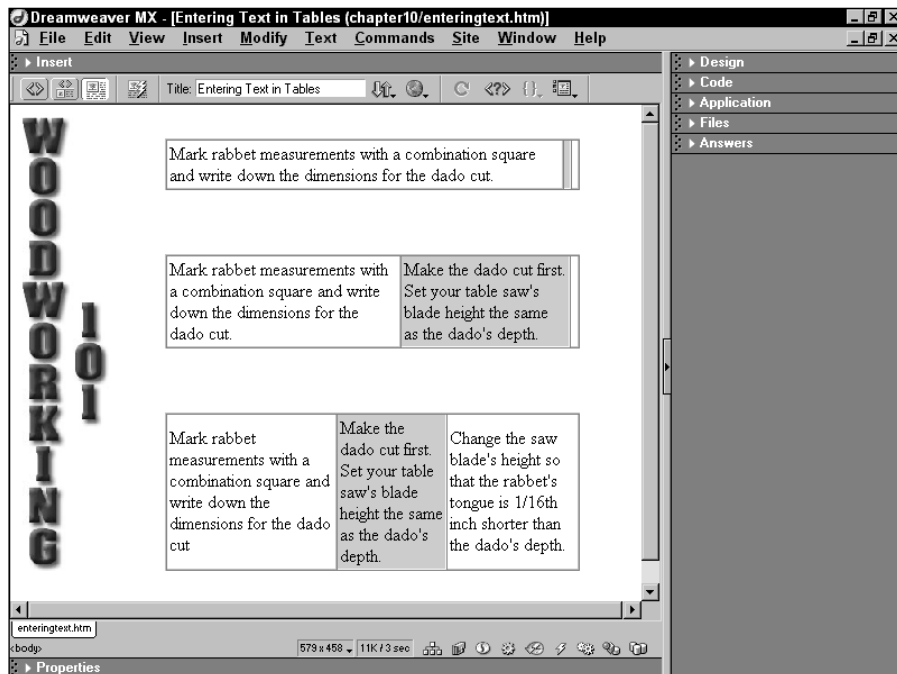 Dreamweaver MX - [Entering Text in Tables (chapter10/enteringtext.htm)]
File Edit View Insert Modify Text Commands Site Window Help
Insert
Title: Entering Text in Tables
Design
Code
Application
Files
Answers
WOODWORKING
101
Mark rabbet measurements with a combination square
and write down the dimensions for the dado cut.
Mark rabbet measurements with
a combination square and write
down the dimensions for the
dado cut.
Make the dado cut first.
Set your table saw's
blade height the same
as the dado's depth.
Mark rabbet
measurements with a
combination square and
write down the
dimensions for the dado
cut
Make the
dado cut first.
Set your table
saw's blade
height the same
as the dado's
depth.
Change the saw
blade's height so
that the rabbet's
tongue is 1/16th
inch shorter than
the dado's depth.
enteringtext.htm
<body>
579 x 458 11K / 3 sec
Properties